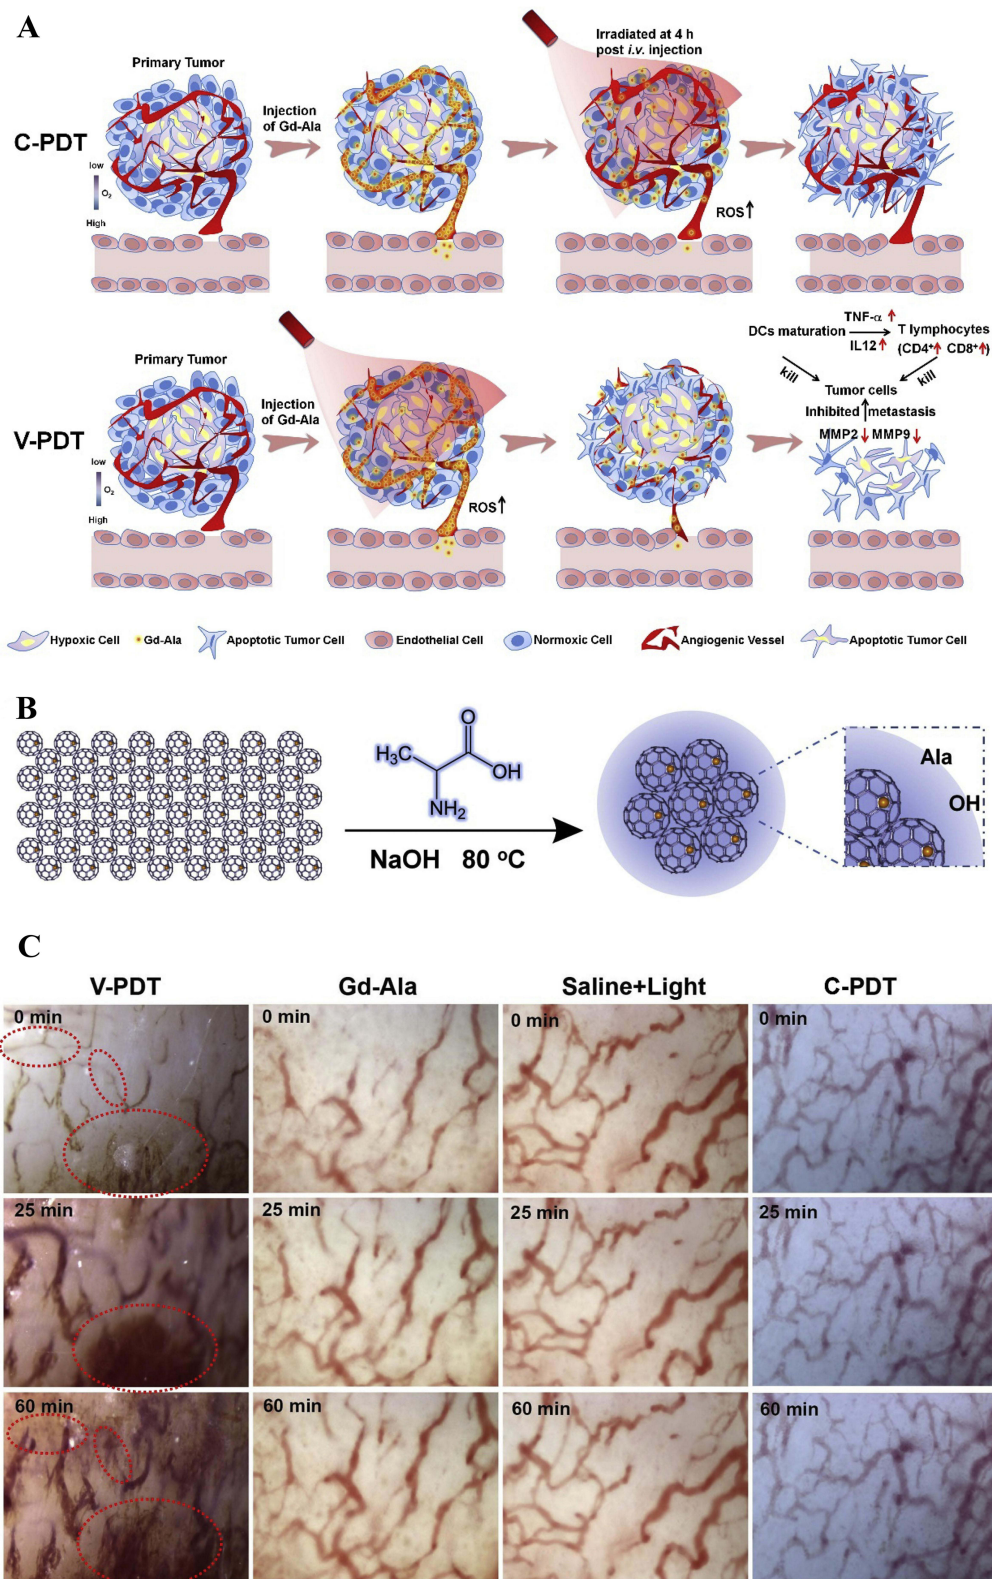 A
C-PDT
Primary Tumor
low
O₂
High
Injection
of Gd-Ala
Irradiated at 4 h
post i.v. injection
ROS↑
V-PDT
Primary Tumor
low
O₂
High
Injection
of Gd-Ala
ROS↑
TNF-α ↑
DCs maturation → T lymphocytes
IL12↑
(CD4⁺↑ CD8⁺↑)
kill
kill
Tumor cells
Inhibited metastasis
MMP2↓ MMP9↓
Hypoxic Cell
Gd-Ala
Apoptotic Tumor Cell
Endothelial Cell
Normoxic Cell
Angiogenic Vessel
Apoptotic Tumor Cell
B
O
H₃C
OH
NH₂
NaOH 80 °C
Ala
OH
C
V-PDT
Gd-Ala
Saline+Light
C-PDT
0 min
0 min
0 min
0 min
25 min
25 min
25 min
25 min
60 min
60 min
60 min
60 min